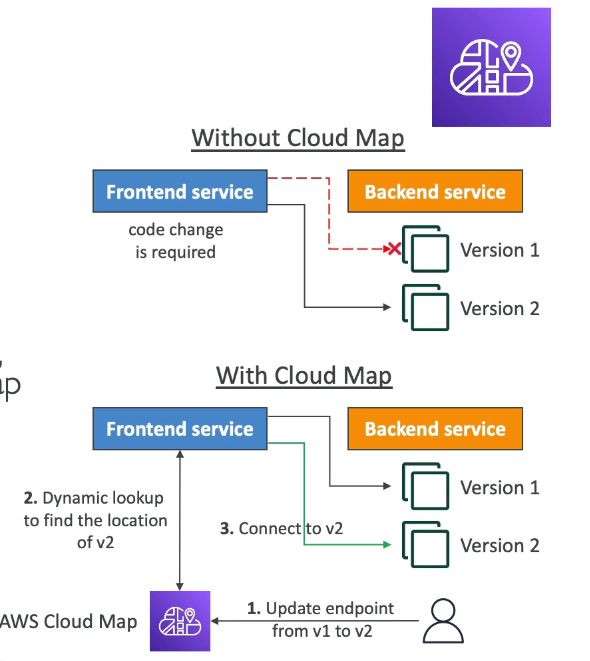 Without Cloud Map
Frontend service
Backend service
code change
is required
Version 1
Version 2
With Cloud Map
Frontend service
Backend service
2. Dynamic lookup
to find the location
of v2
Version 1
3. Connect to v2
Version 2
AWS Cloud Map
1. Update endpoint
from v1 to v2